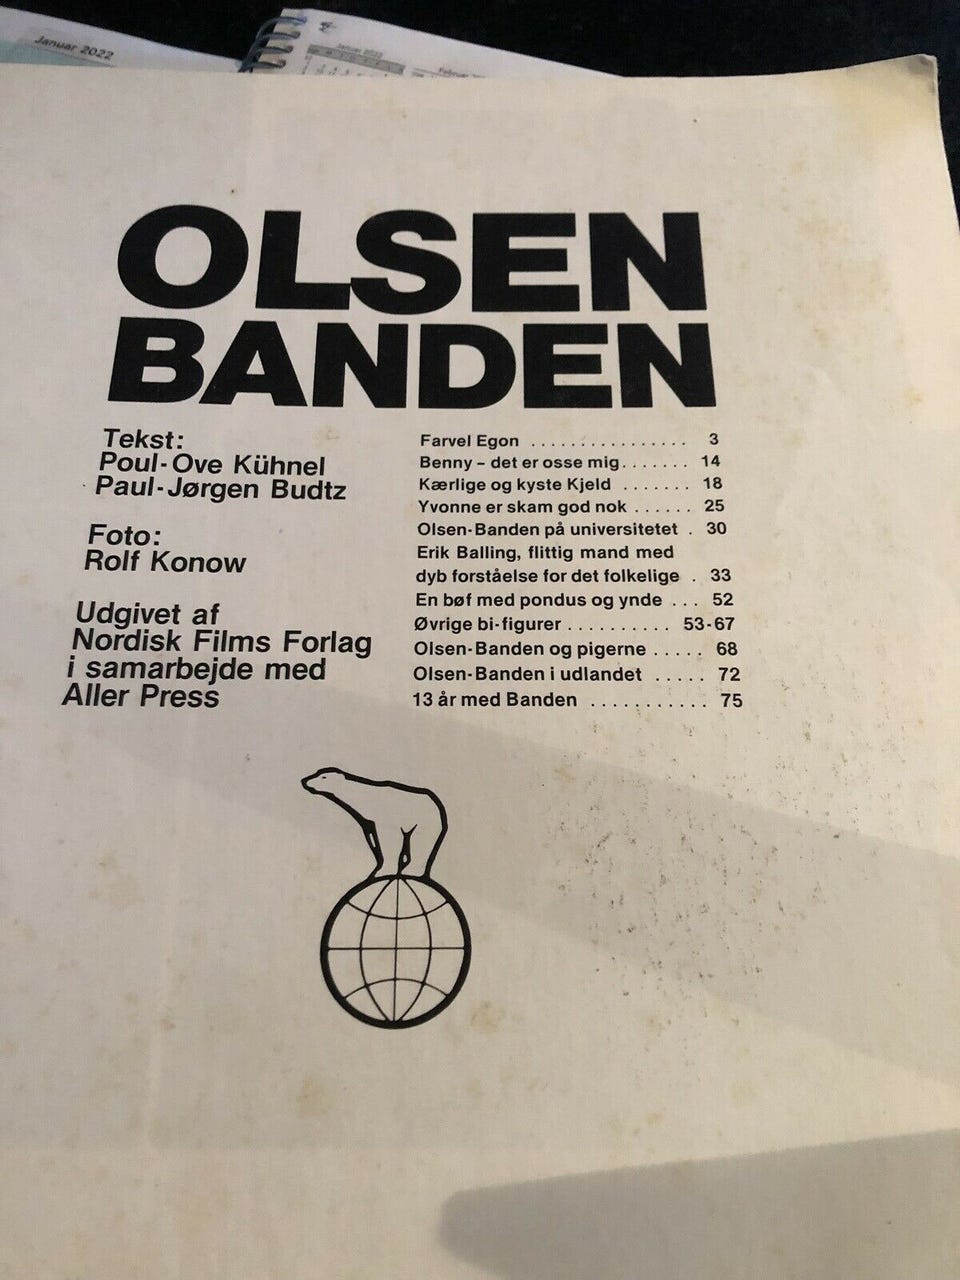 Januar 2022
Januar 2022
OLSEN
BANDEN
Tekst:
Poul-Ove Kühnel
Paul-Jørgen Budtz
Foto:
Rolf Konow
Udgivet af
Nordisk Films Forlag
i samarbejde med
Aller Press
Farvel Egon . . . . . . . . . . . . . . . . 3
Benny – det er osse mig. . . . . . . 14
Kærlige og kyste Kjeld . . . . . . . 18
Yvonne er skam god nok . . . . . . 25
Olsen-Banden på universitetet . 30
Erik Balling, flittig mand med
dyb forståelse for det folkelige . 33
En bøf med pondus og ynde . . . 52
Øvrige bi-figurer . . . . . . . . . . 53-67
Olsen-Banden og pigerne . . . . . 68
Olsen-Banden i udlandet . . . . . 72
13 år med Banden . . . . . . . . . . . 75